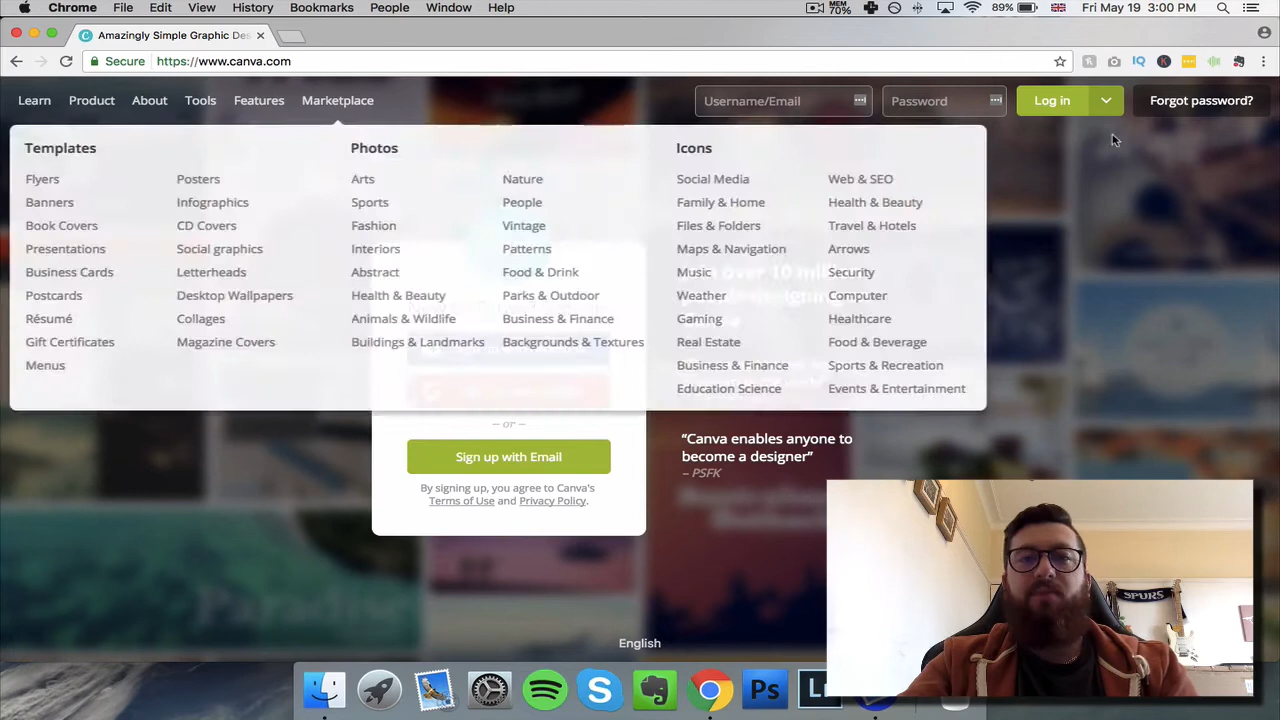 Chrome File Edit View History Bookmarks People Window Help MEM 70% 89% Fri May 19 3:00 PM
Amazingly Simple Graphic Des
Secure https://www.canva.com
Learn Product About Tools Features Marketplace Username/Email Password Log in Forgot password?
Templates Photos Icons
Flyers Posters Arts Nature Social Media Web & SEO
Banners Infographics Sports People Family & Home Health & Beauty
Book Covers CD Covers Fashion Vintage Files & Folders Travel & Hotels
Presentations Social graphics Interiors Patterns Maps & Navigation Arrows
Business Cards Letterheads Abstract Food & Drink Music Security
Postcards Desktop Wallpapers Health & Beauty Parks & Outdoor Weather Computer
Résumé Collages Animals & Wildlife Business & Finance Gaming Healthcare
Gift Certificates Magazine Covers Buildings & Landmarks Backgrounds & Textures Real Estate Food & Beverage
Menus Business & Finance Sports & Recreation
Education Science Events & Entertainment
– or –
Sign up with Email
By signing up, you agree to Canva's
Terms of Use and Privacy Policy.
"Canva enables anyone to
become a designer"
– PSFK
English
SPURS
Ps